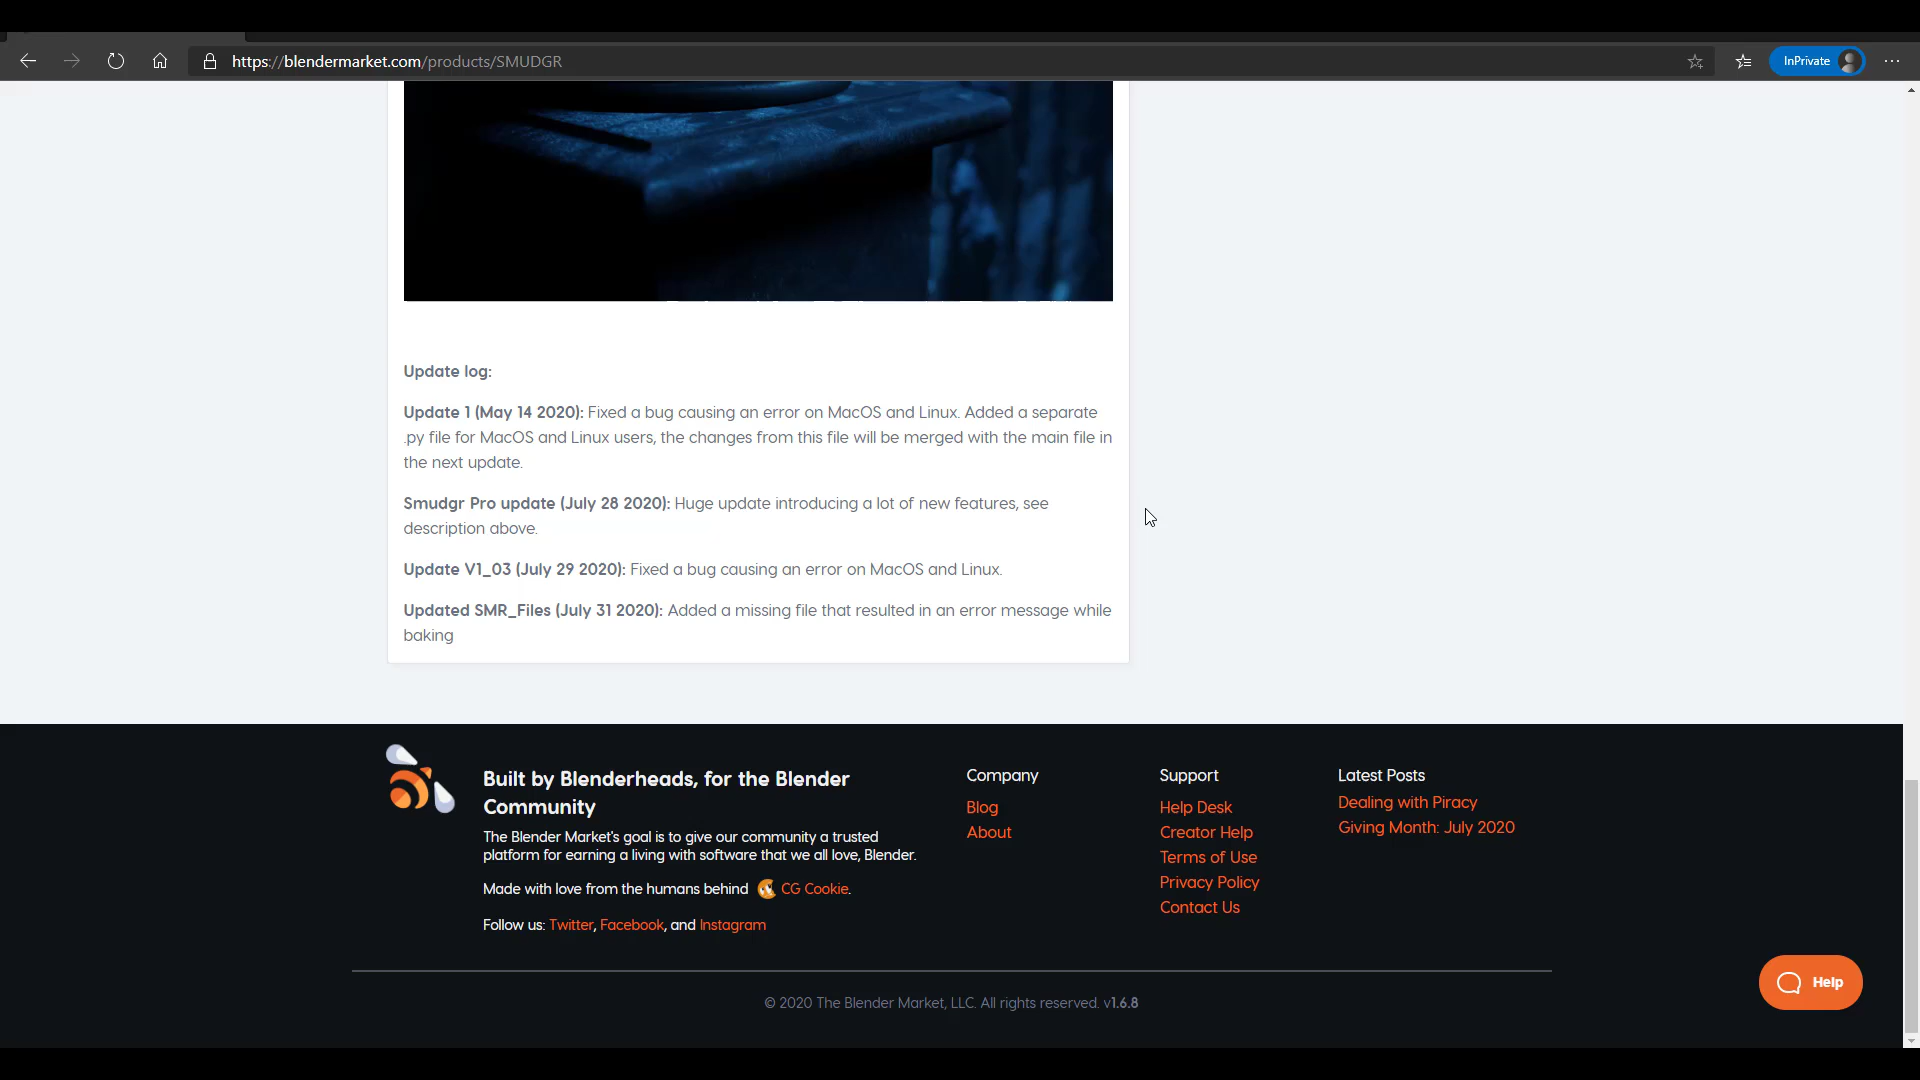 https://blendermarket.com/products/SMUDGR
InPrivate
Update log:
Update 1 (May 14 2020): Fixed a bug causing an error on MacOS and Linux. Added a separate
.py file for MacOS and Linux users, the changes from this file will be merged with the main file in
the next update.
Smudgr Pro update (July 28 2020): Huge update introducing a lot of new features, see
description above.
Update V1_03 (July 29 2020): Fixed a bug causing an error on MacOS and Linux.
Updated SMR_Files (July 31 2020): Added a missing file that resulted in an error message while
baking
Built by Blenderheads, for the Blender
Community
The Blender Market's goal is to give our community a trusted
platform for earning a living with software that we all love, Blender.
Made with love from the humans behind CG Cookie.
Follow us: Twitter, Facebook, and Instagram
Company
Blog
About
Support
Help Desk
Creator Help
Terms of Use
Privacy Policy
Contact Us
Latest Posts
Dealing with Piracy
Giving Month: July 2020
Help
© 2020 The Blender Market, LLC. All rights reserved. v1.6.8